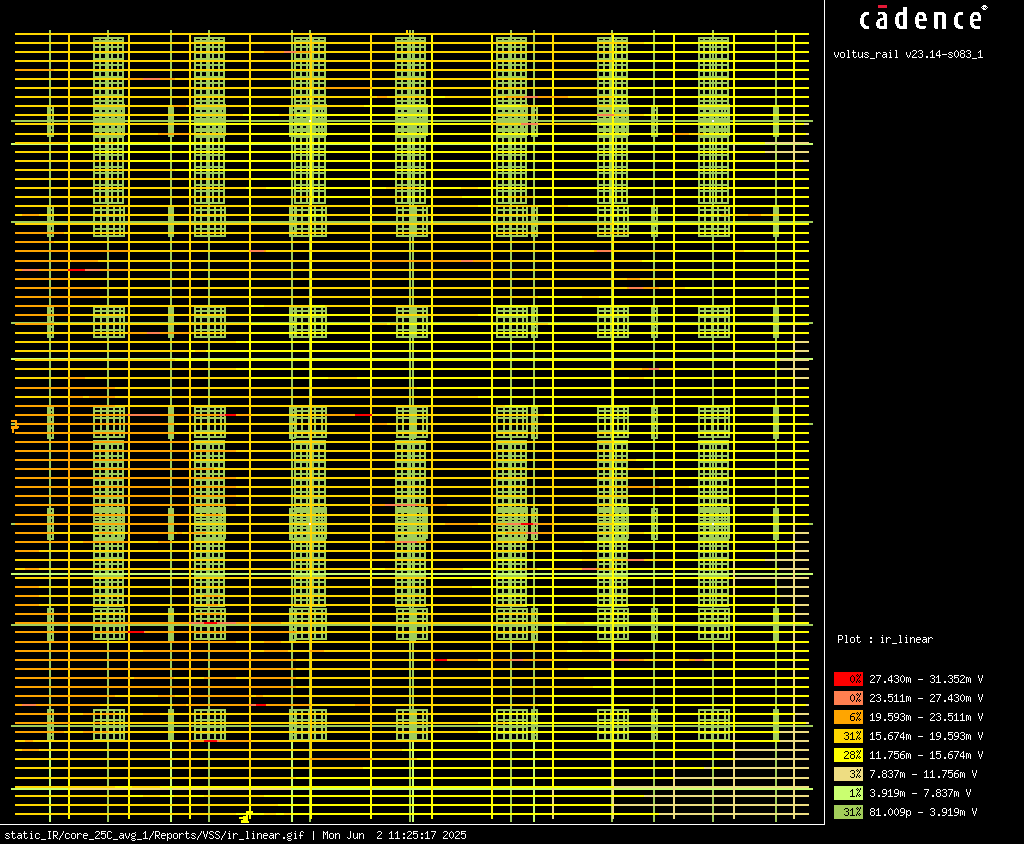 cādence®
voltus_rail v23.14-s083_1
Plot : ir_linear
0% 27.430m - 31.352m V
0% 23.511m - 27.430m V
6% 19.593m - 23.511m V
31% 15.674m - 19.593m V
28% 11.756m - 15.674m V
3% 7.837m - 11.756m V
1% 3.919m - 7.837m V
31% 81.009p - 3.919m V
static_IR/core_25C_avg_1/Reports/VSS/ir_linear.gif | Mon Jun  2 11:25:17 2025